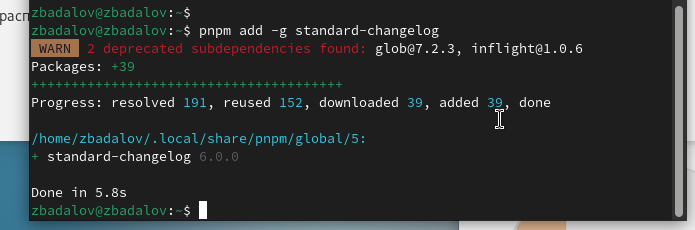 распе
zbadalov@zbadalov:~$
zbadalov@zbadalov:~$ pnpm add -g standard-changelog
WARN 2 deprecated subdependencies found: glob@7.2.3, inflight@1.0.6
Packages: +39
+++++++++++++++++++++++++++++++++++++++
Progress: resolved 191, reused 152, downloaded 39, added 39, done
/home/zbadalov/.local/share/pnpm/global/5:
+ standard-changelog 6.0.0
Done in 5.8s
zbadalov@zbadalov:~$